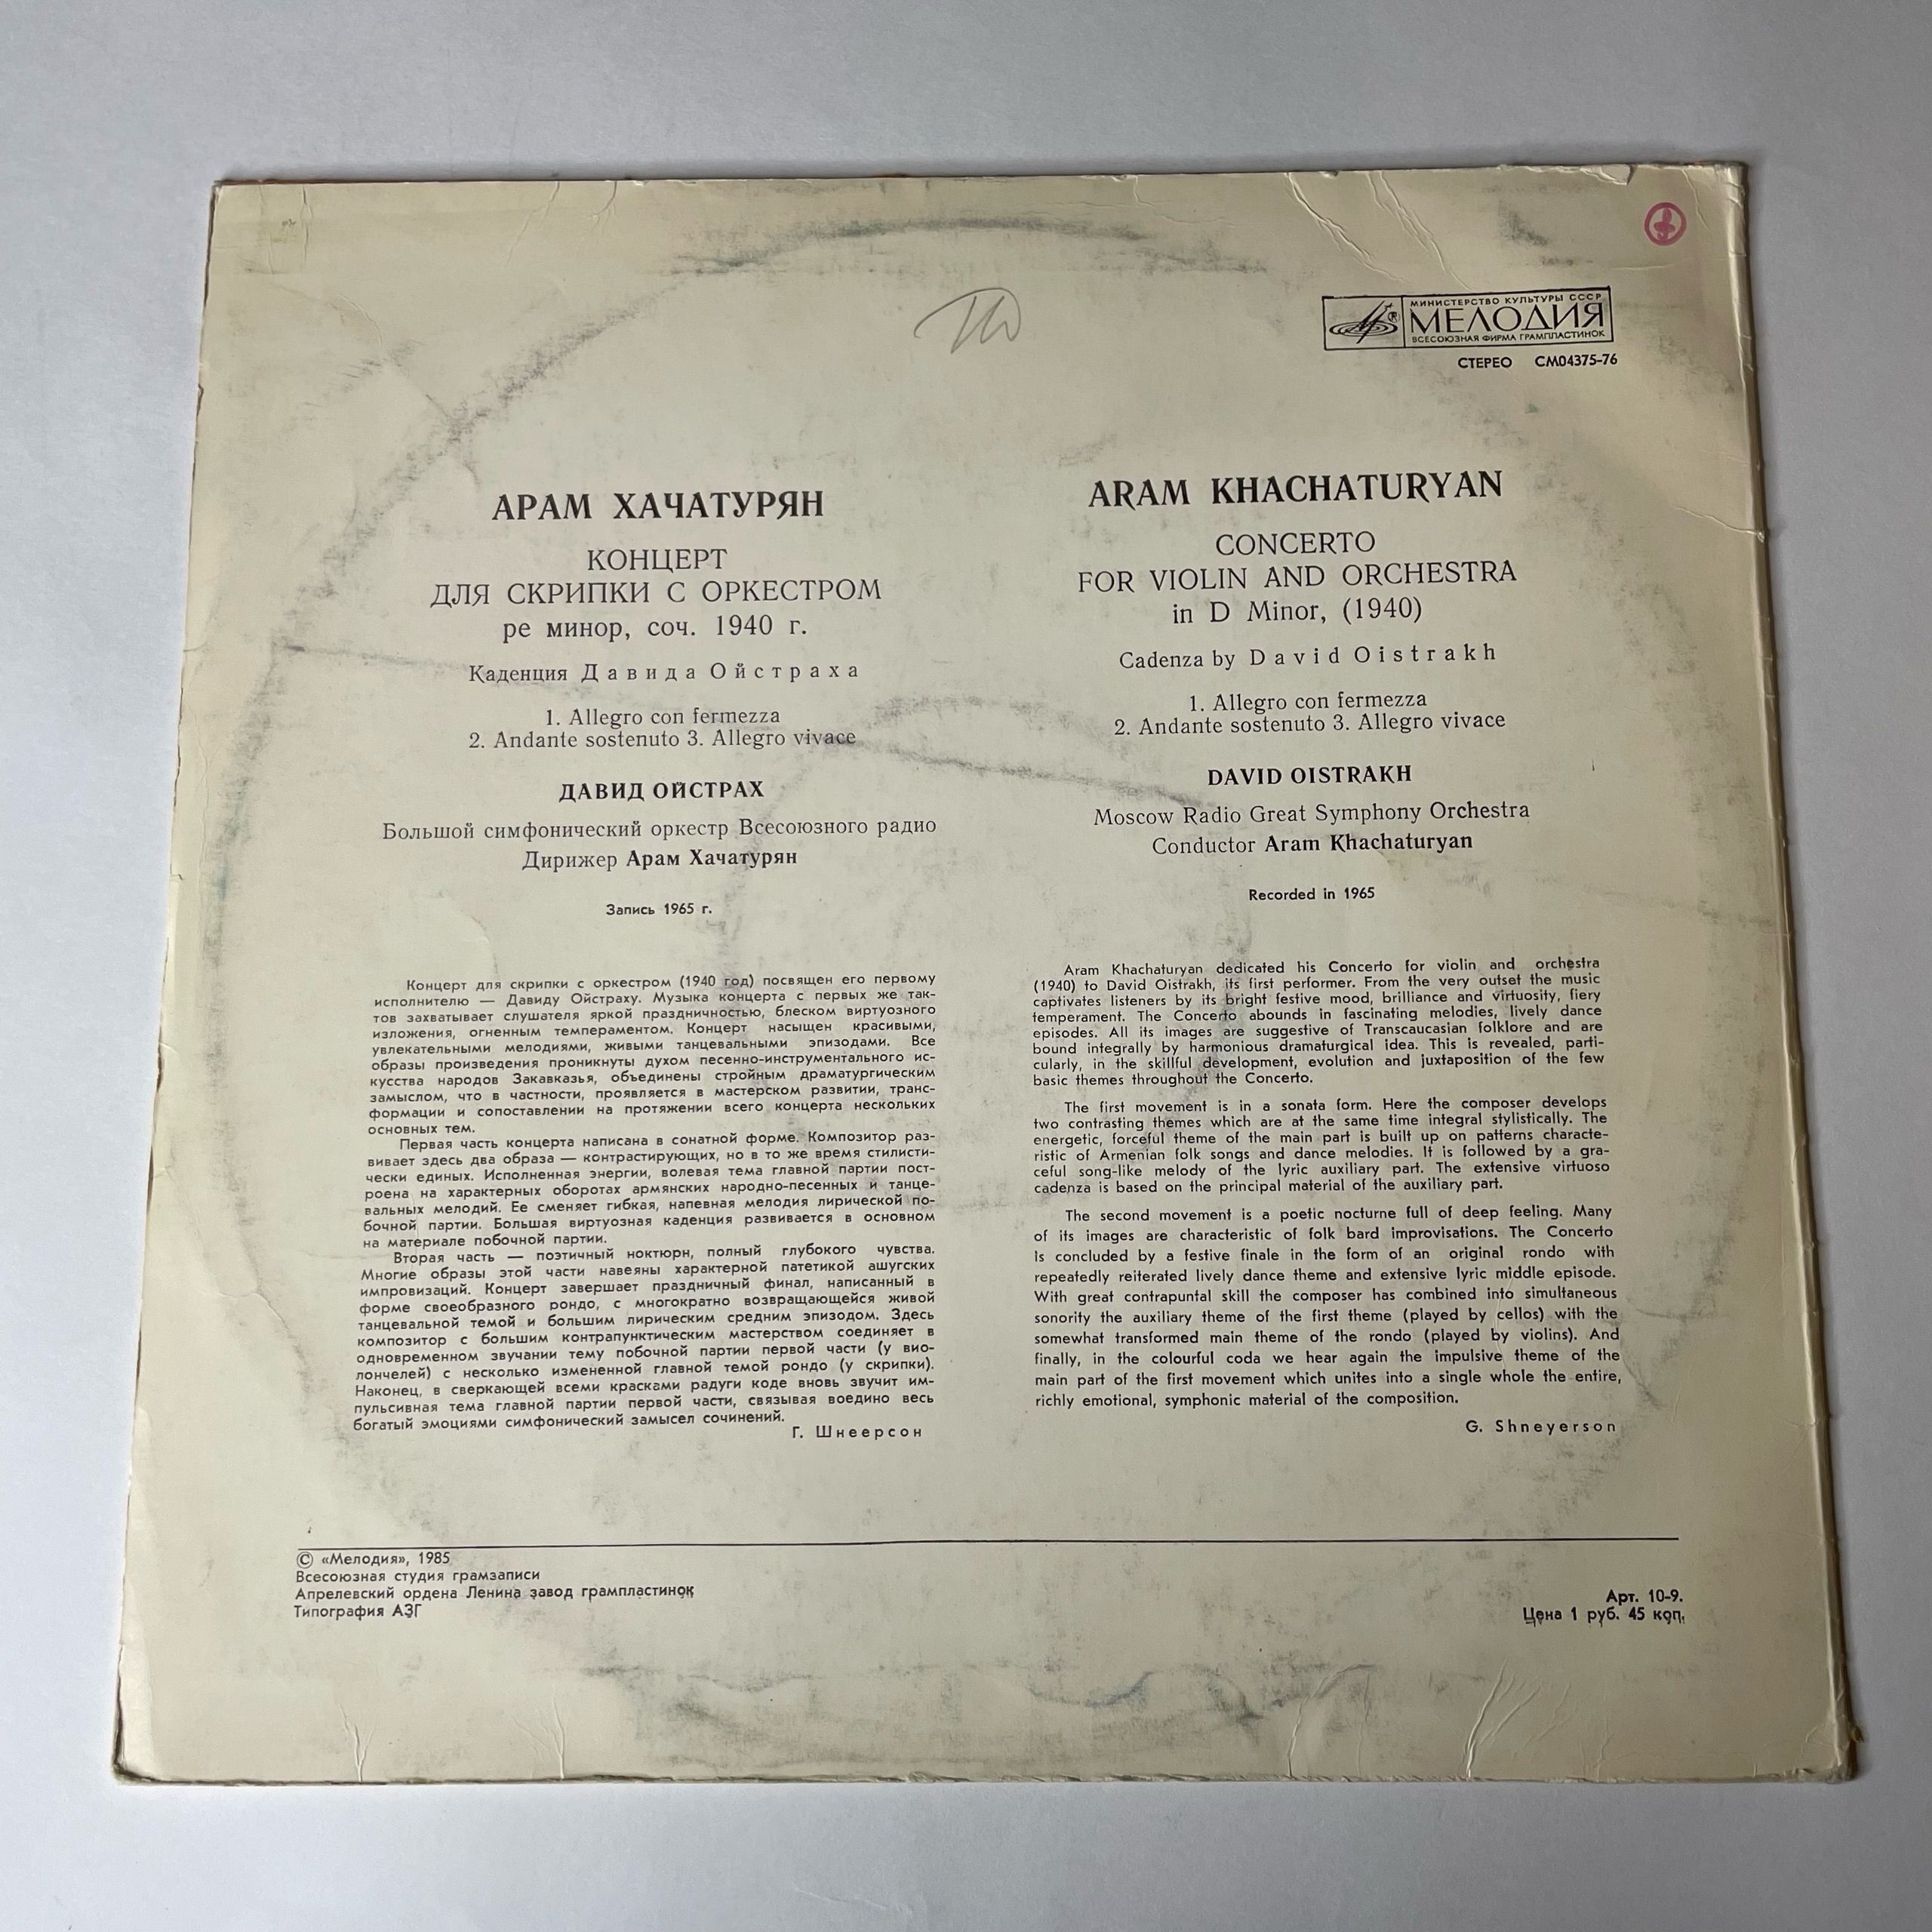 МИНИСТЕРСТВО КУЛЬТУРЫ СССР
МЕЛОДИЯ
ВСЕСОЮЗНАЯ ФИРМА ГРАМПЛАСТИНОК
СТЕРЕО СМ04375-76
АРАМ ХАЧАТУРЯН
КОНЦЕРТ
ДЛЯ СКРИПКИ С ОРКЕСТРОМ
ре минор, соч. 1940 г.
Каденция Давида Ойстраха
1. Allegro con fermezza
2. Andante sostenuto 3. Allegro vivace
ДАВИД ОЙСТРАХ
Большой симфонический оркестр Всесоюзного радио
Дирижер Арам Хачатурян
Запись 1965 г.
Концерт для скрипки с оркестром (1940 год) посвящен его первому
исполнителю — Давиду Ойстраху. Музыка концерта с первых же так-
тов захватывает слушателя яркой праздничностью, блеском виртуозного
изложения, огненным темпераментом. Концерт насыщен красивыми,
увлекательными мелодиями, живыми танцевальными эпизодами. Все
образы произведения проникнуты духом песенно-инструментального ис-
кусства народов Закавказья, объединены стройным драматургическим
замыслом, что в частности, проявляется в мастерском развитии, транс-
формации и сопоставлении на протяжении всего концерта нескольких
основных тем.
Первая часть концерта написана в сонатной форме. Композитор раз-
вивает здесь два образа — контрастирующих, но в то же время стилисти-
чески единых. Исполненная энергии, волевая тема главной партии пост-
роена на характерных оборотах армянских народно-песенных и танце-
вальных мелодий. Ее сменяет гибкая, напевная мелодия лирической по-
бочной партии. Большая виртуозная каденция развивается в основном
на материале побочной партии.
Вторая часть — поэтичный ноктюрн, полный глубокого чувства.
Многие образы этой части навеяны характерной патетикой ашугских
импровизаций. Концерт завершает праздничный финал, написанный в
форме своеобразного рондо, с многократно возвращающейся живой
танцевальной темой и большим лирическим средним эпизодом. Здесь
композитор с большим контрапунктическим мастерством соединяет в
одновременном звучании тему побочной партии первой части (у вио-
лончелей) с несколько измененной главной темой рондо (у скрипки).
Наконец, в сверкающей всеми красками радуги коде вновь звучит им-
пульсивная тема главной партии первой части, связывая воедино весь
богатый эмоциями симфонический замысел сочинений.
Г. Шнеерсон
ARAM KHACHATURYAN
CONCERTO
FOR VIOLIN AND ORCHESTRA
in D Minor, (1940)
Cadenza by David Oistrakh
1. Allegro con fermezza
2. Andante sostenuto 3. Allegro vivace
DAVID OISTRAKH
Moscow Radio Great Symphony Orchestra
Conductor Aram Khachaturyan
Recorded in 1965
Aram Khachaturyan dedicated his Concerto for violin and orchestra
(1940) to David Oistrakh, its first performer. From the very outset the music
captivates listeners by its bright festive mood, brilliance and virtuosity, fiery
temperament. The Concerto abounds in fascinating melodies, lively dance
episodes. All its images are suggestive of Transcaucasian folklore and are
bound integrally by harmonious dramaturgical idea. This is revealed, parti-
cularly, in the skillful development, evolution and juxtaposition of the few
basic themes throughout the Concerto.
The first movement is in a sonata form. Here the composer develops
two contrasting themes which are at the same time integral stylistically. The
energetic, forceful theme of the main part is built up on patterns characte-
ristic of Armenian folk songs and dance melodies. It is followed by a gra-
ceful song-like melody of the lyric auxiliary part. The extensive virtuoso
cadenza is based on the principal material of the auxiliary part.
The second movement is a poetic nocturne full of deep feeling. Many
of its images are characteristic of folk bard improvisations. The Concerto
is concluded by a festive finale in the form of an original rondo with
repeatedly reiterated lively dance theme and extensive lyric middle episode.
With great contrapuntal skill the composer has combined into simultaneous
sonority the auxiliary theme of the first theme (played by cellos) with the
somewhat transformed main theme of the rondo (played by violins). And
finally, in the colourful coda we hear again the impulsive theme of the
main part of the first movement which unites into a single whole the entire,
richly emotional, symphonic material of the composition.
G. Shneyerson
© «Мелодия», 1985
Всесоюзная студия грамзаписи
Апрелевский ордена Ленина завод грампластинок
Типография АЗГ
Арт. 10-9.
Цена 1 руб. 45 коп.